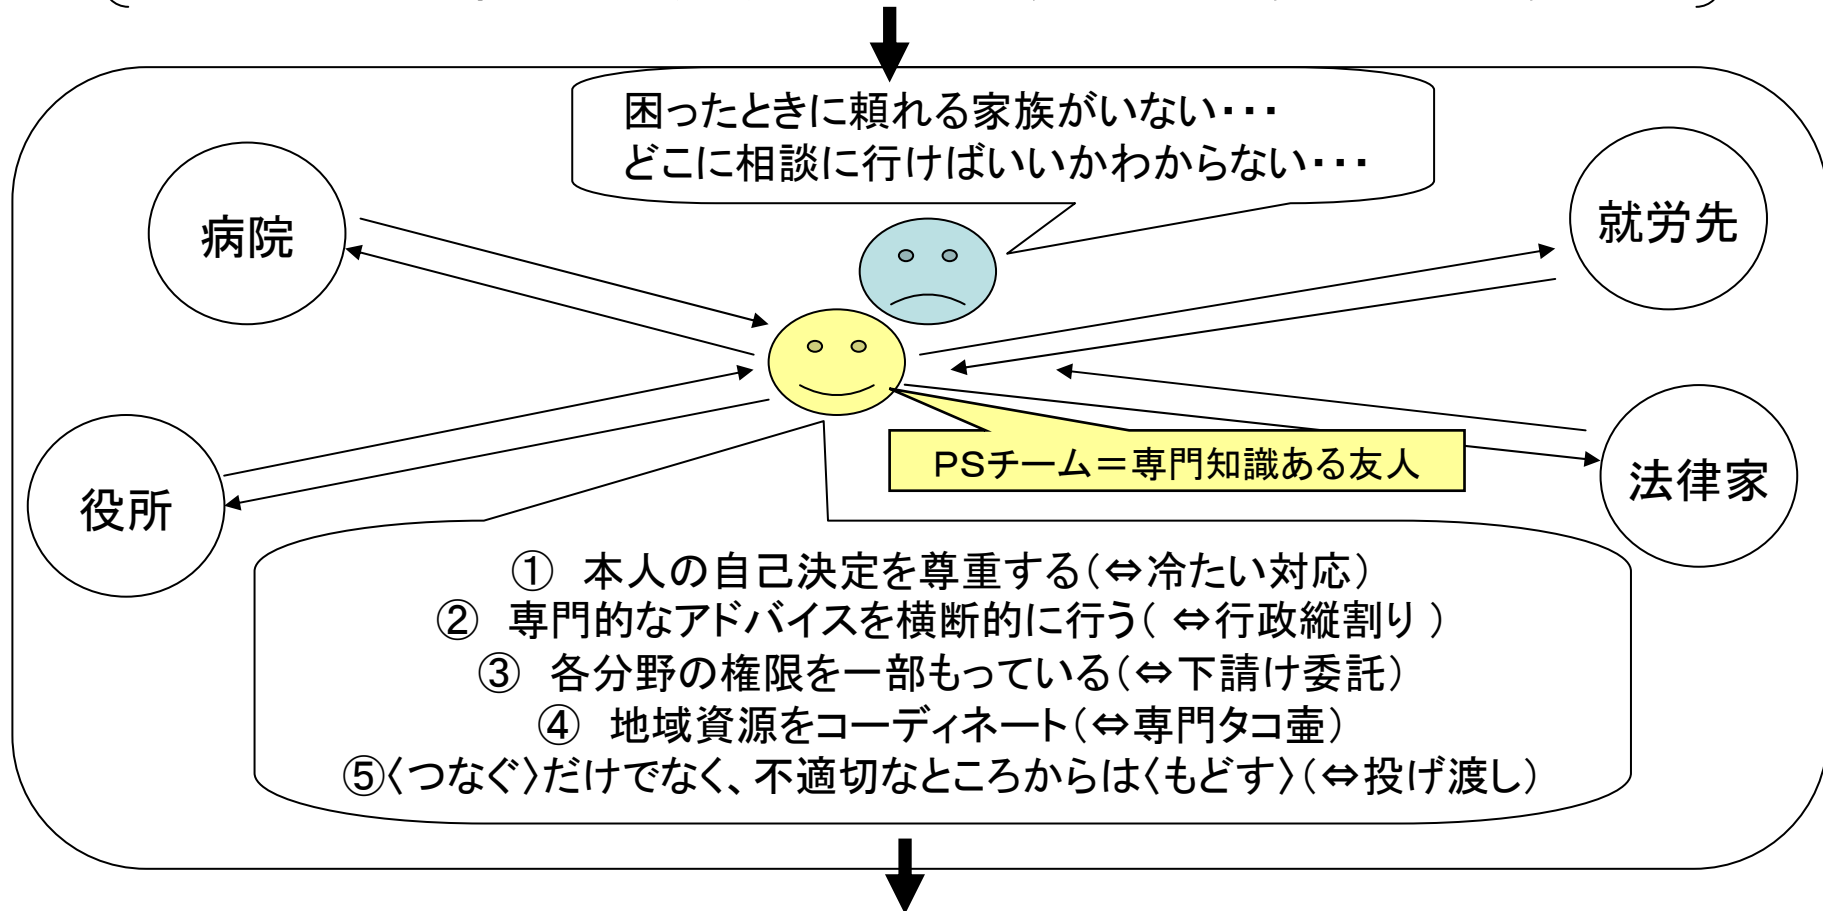 困ったときに頼れる家族がいない・・・
どこに相談に行けばいいかわからない・・・
病院
就労先
PSチーム＝専門知識ある友人
役所
法律家
① 本人の自己決定を尊重する(⇔冷たい対応)
② 専門的なアドバイスを横断的に行う( ⇔行政縦割り )
③ 各分野の権限を一部もっている(⇔下請け委託)
④ 地域資源をコーディネート(⇔専門タコ壷)
⑤〈つなぐ〉だけでなく、不適切なところからは〈もどす〉(⇔投げ渡し)